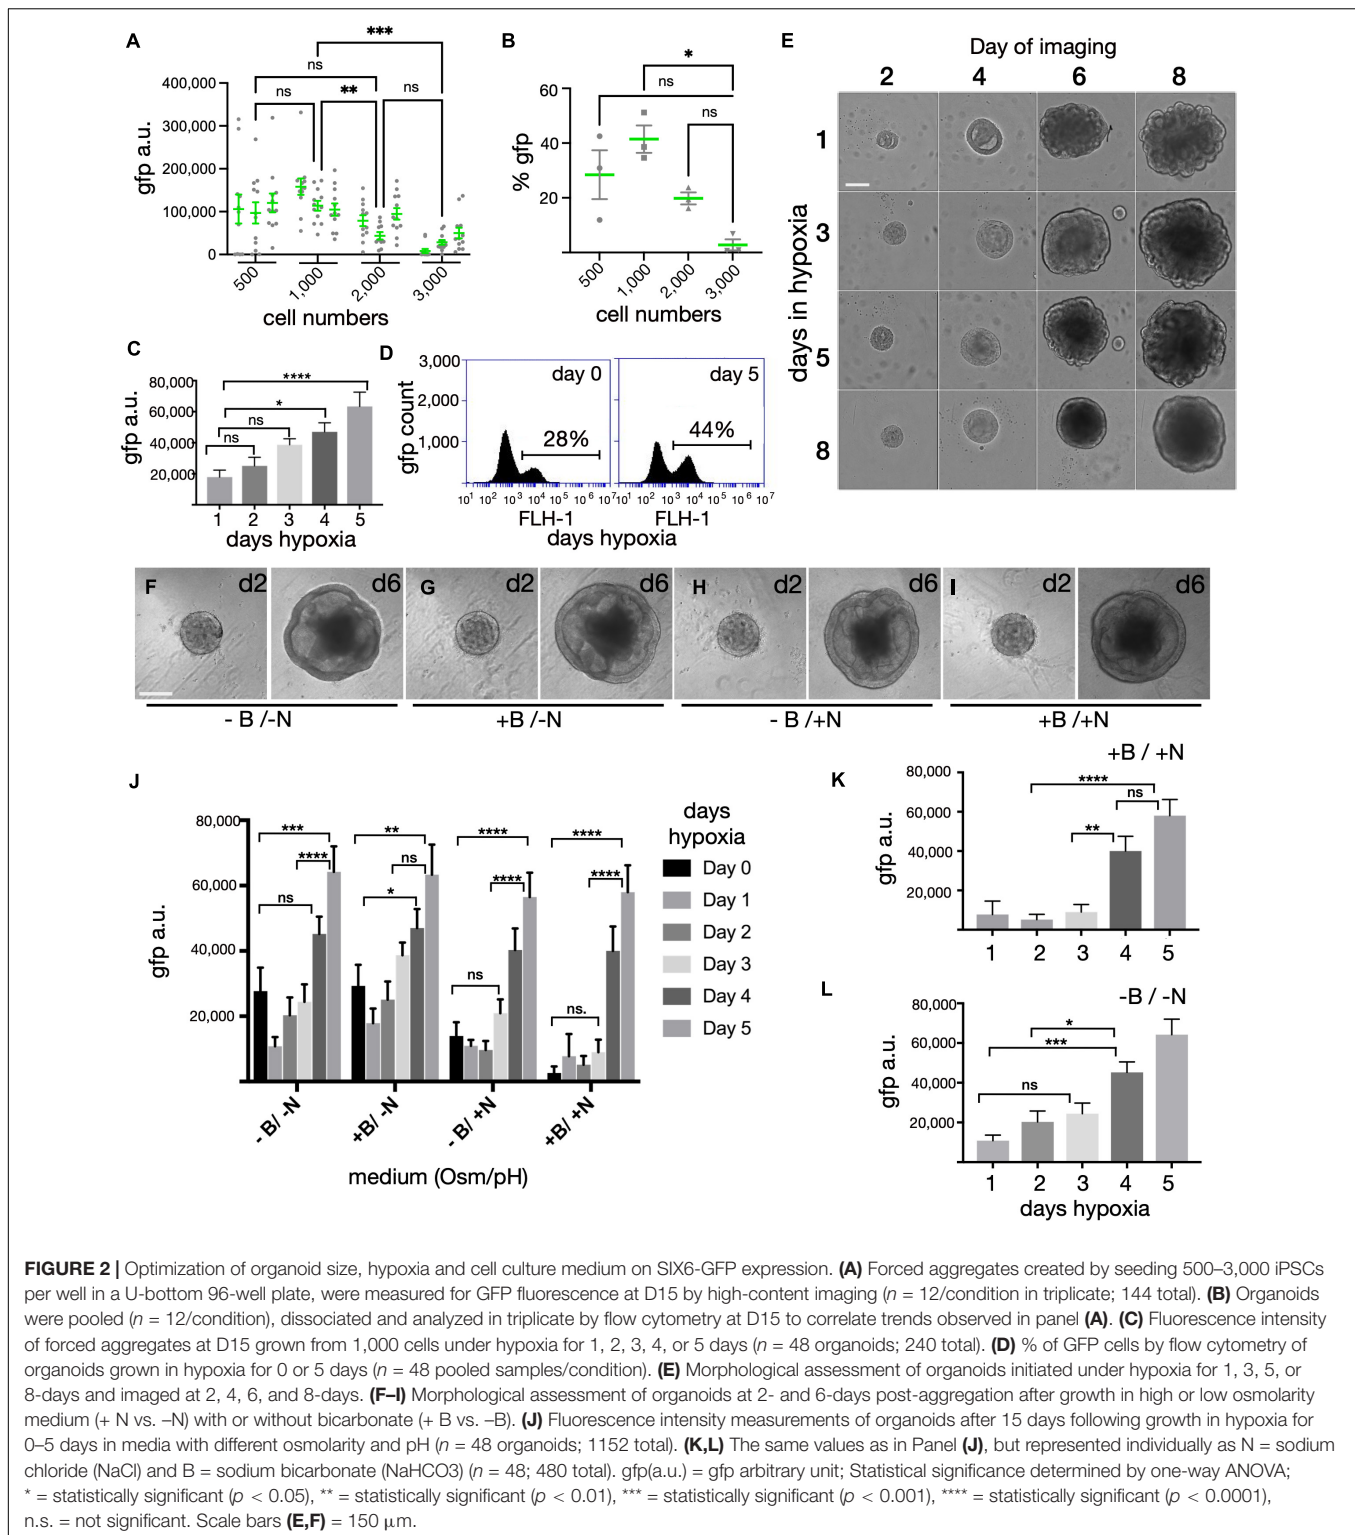 A
***
ns
ns
**
ns
400,000
300,000
200,000
100,000
0
gfp a.u.
500
1,000
2,000
3,000
cell numbers
B
*
ns
ns
60
40
20
% gfp
500
1,000
2,000
3,000
cell numbers
E
Day of imaging
2 4 6 8
days in hypoxia
1
3
5
8
C
****
*
ns
ns
80,000
60,000
40,000
20,000
gfp a.u.
1 2 3 4 5
days hypoxia
D
3,000
2,000
1,000
gfp count
day 0
28%
day 5
44%
10¹ 10² 10³ 10⁴ 10⁵ 10⁶ 10⁷
10¹ 10² 10³ 10⁴ 10⁵ 10⁶ 10⁷
FLH-1 FLH-1
days hypoxia
F d2 d6 G d2 d6 H d2 d6 I d2 d6
- B /-N +B /-N - B /+N +B /+N
J
80,000
60,000
40,000
20,000
gfp a.u.
***
****
ns
**
ns
*
****
****
ns
****
****
ns.
- B/ -N
+B/ -N
- B/ +N
+B/ +N
medium (Osm/pH)
days
hypoxia
Day 0
Day 1
Day 2
Day 3
Day 4
Day 5
K
+B / +N
80,000
60,000
40,000
20,000
gfp a.u.
****
ns
**
1 2 3 4 5
L
-B / -N
80,000
60,000
40,000
20,000
gfp a.u.
*
***
ns
1 2 3 4 5
days hypoxia
FIGURE 2 | Optimization of organoid size, hypoxia and cell culture medium on SIX6-GFP expression. (A) Forced aggregates created by seeding 500–3,000 iPSCs
per well in a U-bottom 96-well plate, were measured for GFP fluorescence at D15 by high-content imaging (n = 12/condition in triplicate; 144 total). (B) Organoids
were pooled (n = 12/condition), dissociated and analyzed in triplicate by flow cytometry at D15 to correlate trends observed in panel (A). (C) Fluorescence intensity
of forced aggregates at D15 grown from 1,000 cells under hypoxia for 1, 2, 3, 4, or 5 days (n = 48 organoids; 240 total). (D) % of GFP cells by flow cytometry of
organoids grown in hypoxia for 0 or 5 days (n = 48 pooled samples/condition). (E) Morphological assessment of organoids initiated under hypoxia for 1, 3, 5, or
8-days and imaged at 2, 4, 6, and 8-days. (F–I) Morphological assessment of organoids at 2- and 6-days post-aggregation after growth in high or low osmolarity
medium (+ N vs. –N) with or without bicarbonate (+ B vs. –B). (J) Fluorescence intensity measurements of organoids after 15 days following growth in hypoxia for
0–5 days in media with different osmolarity and pH (n = 48 organoids; 1152 total). (K,L) The same values as in Panel (J), but represented individually as N = sodium
chloride (NaCl) and B = sodium bicarbonate (NaHCO3) (n = 48; 480 total). gfp(a.u.) = gfp arbitrary unit; Statistical significance determined by one-way ANOVA;
* = statistically significant (p < 0.05), ** = statistically significant (p < 0.01), *** = statistically significant (p < 0.001), **** = statistically significant (p < 0.0001),
n.s. = not significant. Scale bars (E,F) = 150 μm.